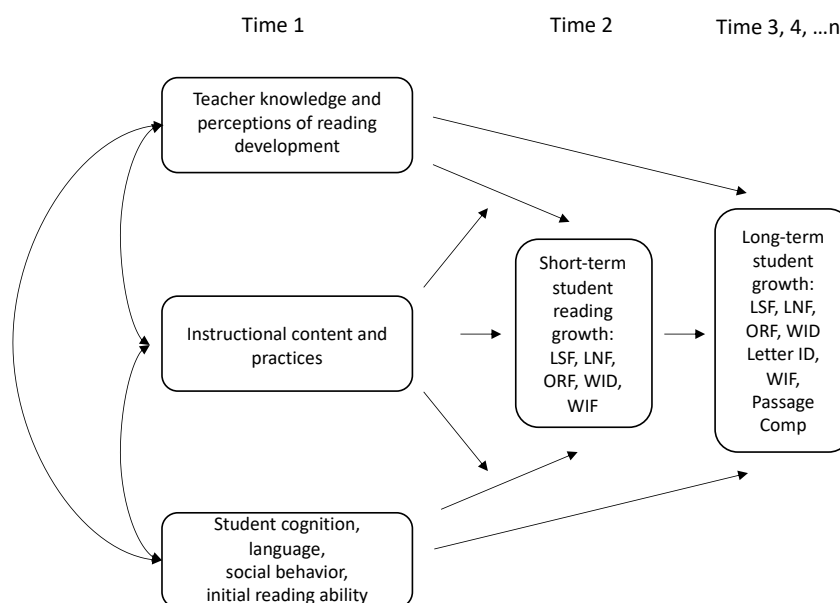 Time 1
Time 2
Time 3, 4, …n
Teacher knowledge and
perceptions of reading
development
Instructional content and
practices
Student cognition,
language,
social behavior,
initial reading ability
Short-term
student
reading
growth:
LSF, LNF,
ORF, WID,
WIF
Long-term
student
growth:
LSF, LNF,
ORF, WID
Letter ID,
WIF,
Passage
Comp